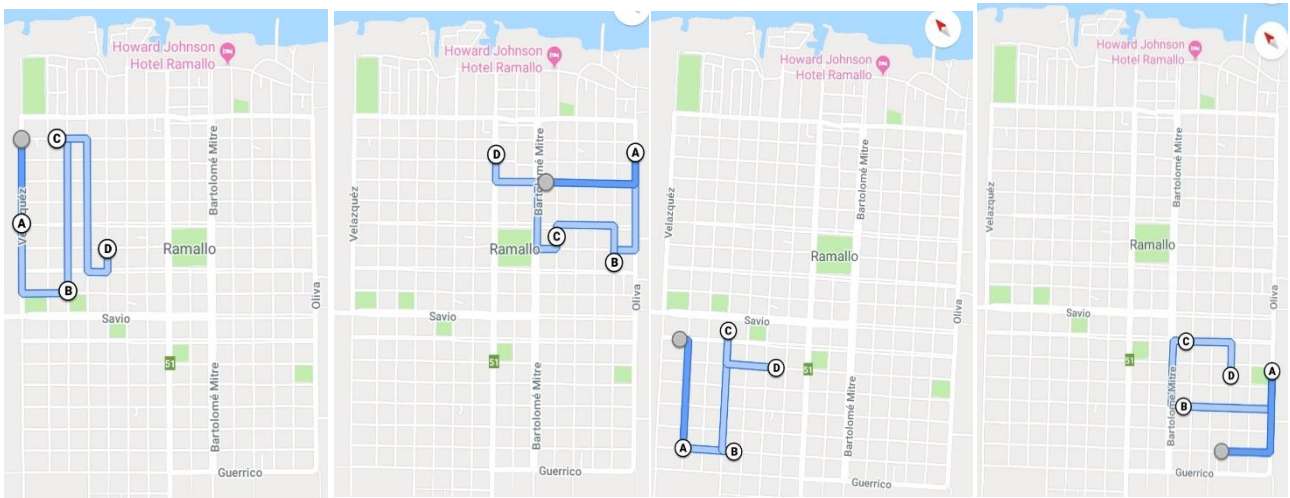 Howard Johnson
Hotel Ramallo
C
A
D
B
Velazquéz
Bartolomé Mitre
Ramallo
Oliva
Savio
51
Bartolomé Mitre
Guerrico
Howard Johnson
Hotel Ramallo
D
A
C
B
Velazquéz
Bartolomé Mitre
Ramallo
Oliva
Savio
51
Bartolomé Mitre
Guerrico
Howard Johnson
Hotel Ramallo
Velazquéz
Bartolomé Mitre
Ramallo
Oliva
Savio
C
D
A
B
51
Bartolomé Mitre
Guerrico
Howard Johnson
Hotel Ramallo
Velazquéz
Bartolomé Mitre
Ramallo
Oliva
Savio
C
A
D
B
51
Bartolomé Mitre
Guerrico